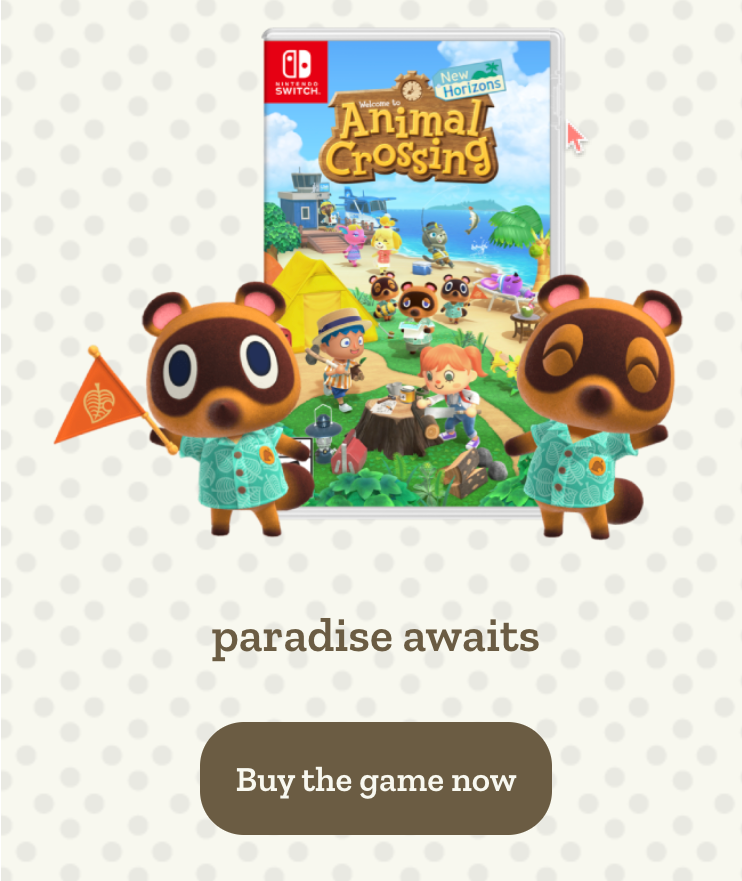 NINTENDO
SWITCH.
New
Horizons
Welcome to
Animal
Crossing
paradise awaits
Buy the game now